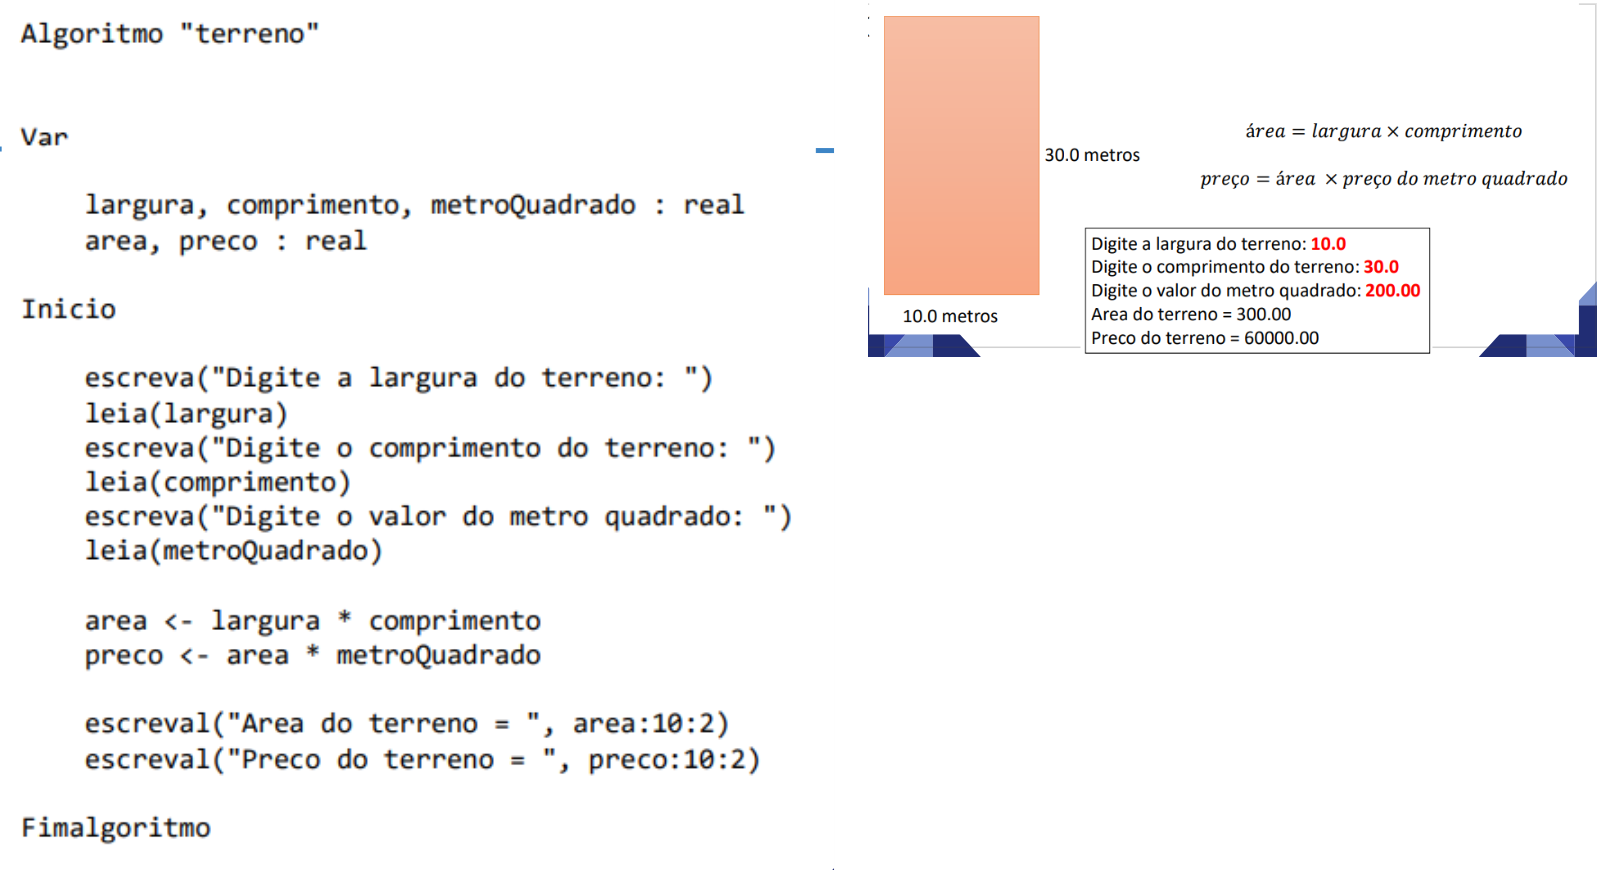 Algoritmo "terreno"
Var
largura, comprimento, metroQuadrado : real
area, preco : real
Inicio
escreva("Digite a largura do terreno: ")
leia(largura)
escreva("Digite o comprimento do terreno: ")
leia(comprimento)
escreva("Digite o valor do metro quadrado: ")
leia(metroQuadrado)
area <- largura * comprimento
preco <- area * metroQuadrado
escreval("Area do terreno = ", area:10:2)
escreval("Preco do terreno = ", preco:10:2)
Fimalgoritmo
30.0 metros
10.0 metros
área = largura × comprimento
preço = área × preço do metro quadrado
Digite a largura do terreno: 10.0
Digite o comprimento do terreno: 30.0
Digite o valor do metro quadrado: 200.00
Area do terreno = 300.00
Preco do terreno = 60000.00